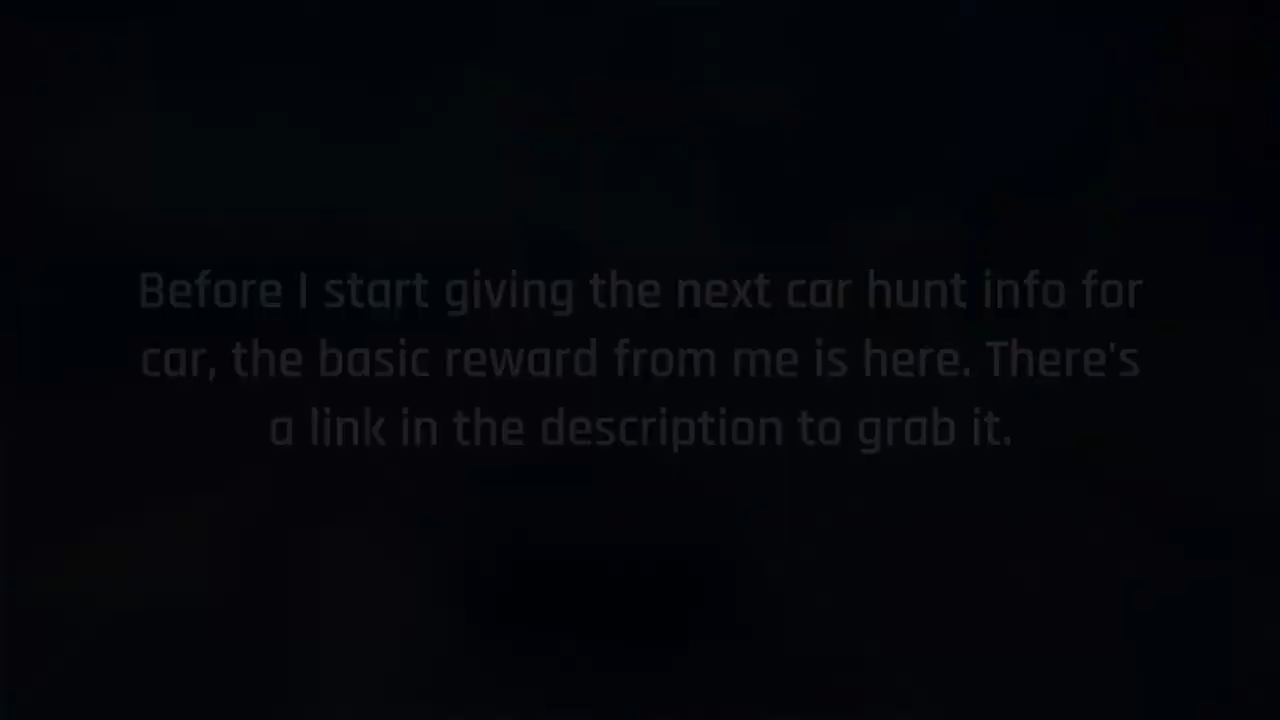 Before I start giving the next car hunt info for
car, the basic reward from me is here. There's
a link in the description to grab it.